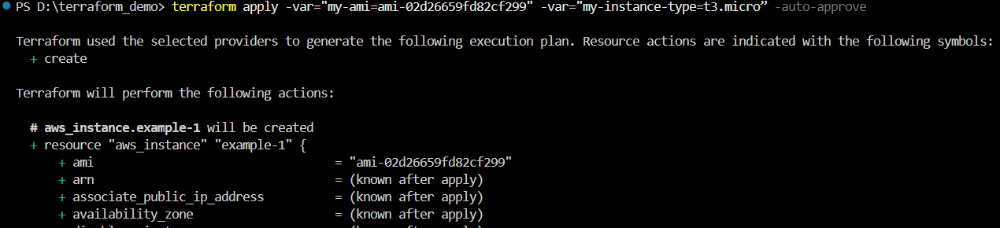 PS D:\terraform_demo> terraform apply -var="my-ami=ami-02d26659fd82cf299" -var="my-instance-type=t3.micro” -auto-approve
Terraform used the selected providers to generate the following execution plan. Resource actions are indicated with the following symbols:
+ create
Terraform will perform the following actions:
# aws_instance.example-1 will be created
+ resource "aws_instance" "example-1" {
+ ami = "ami-02d26659fd82cf299"
+ arn = (known after apply)
+ associate_public_ip_address = (known after apply)
+ availability_zone = (known after apply)